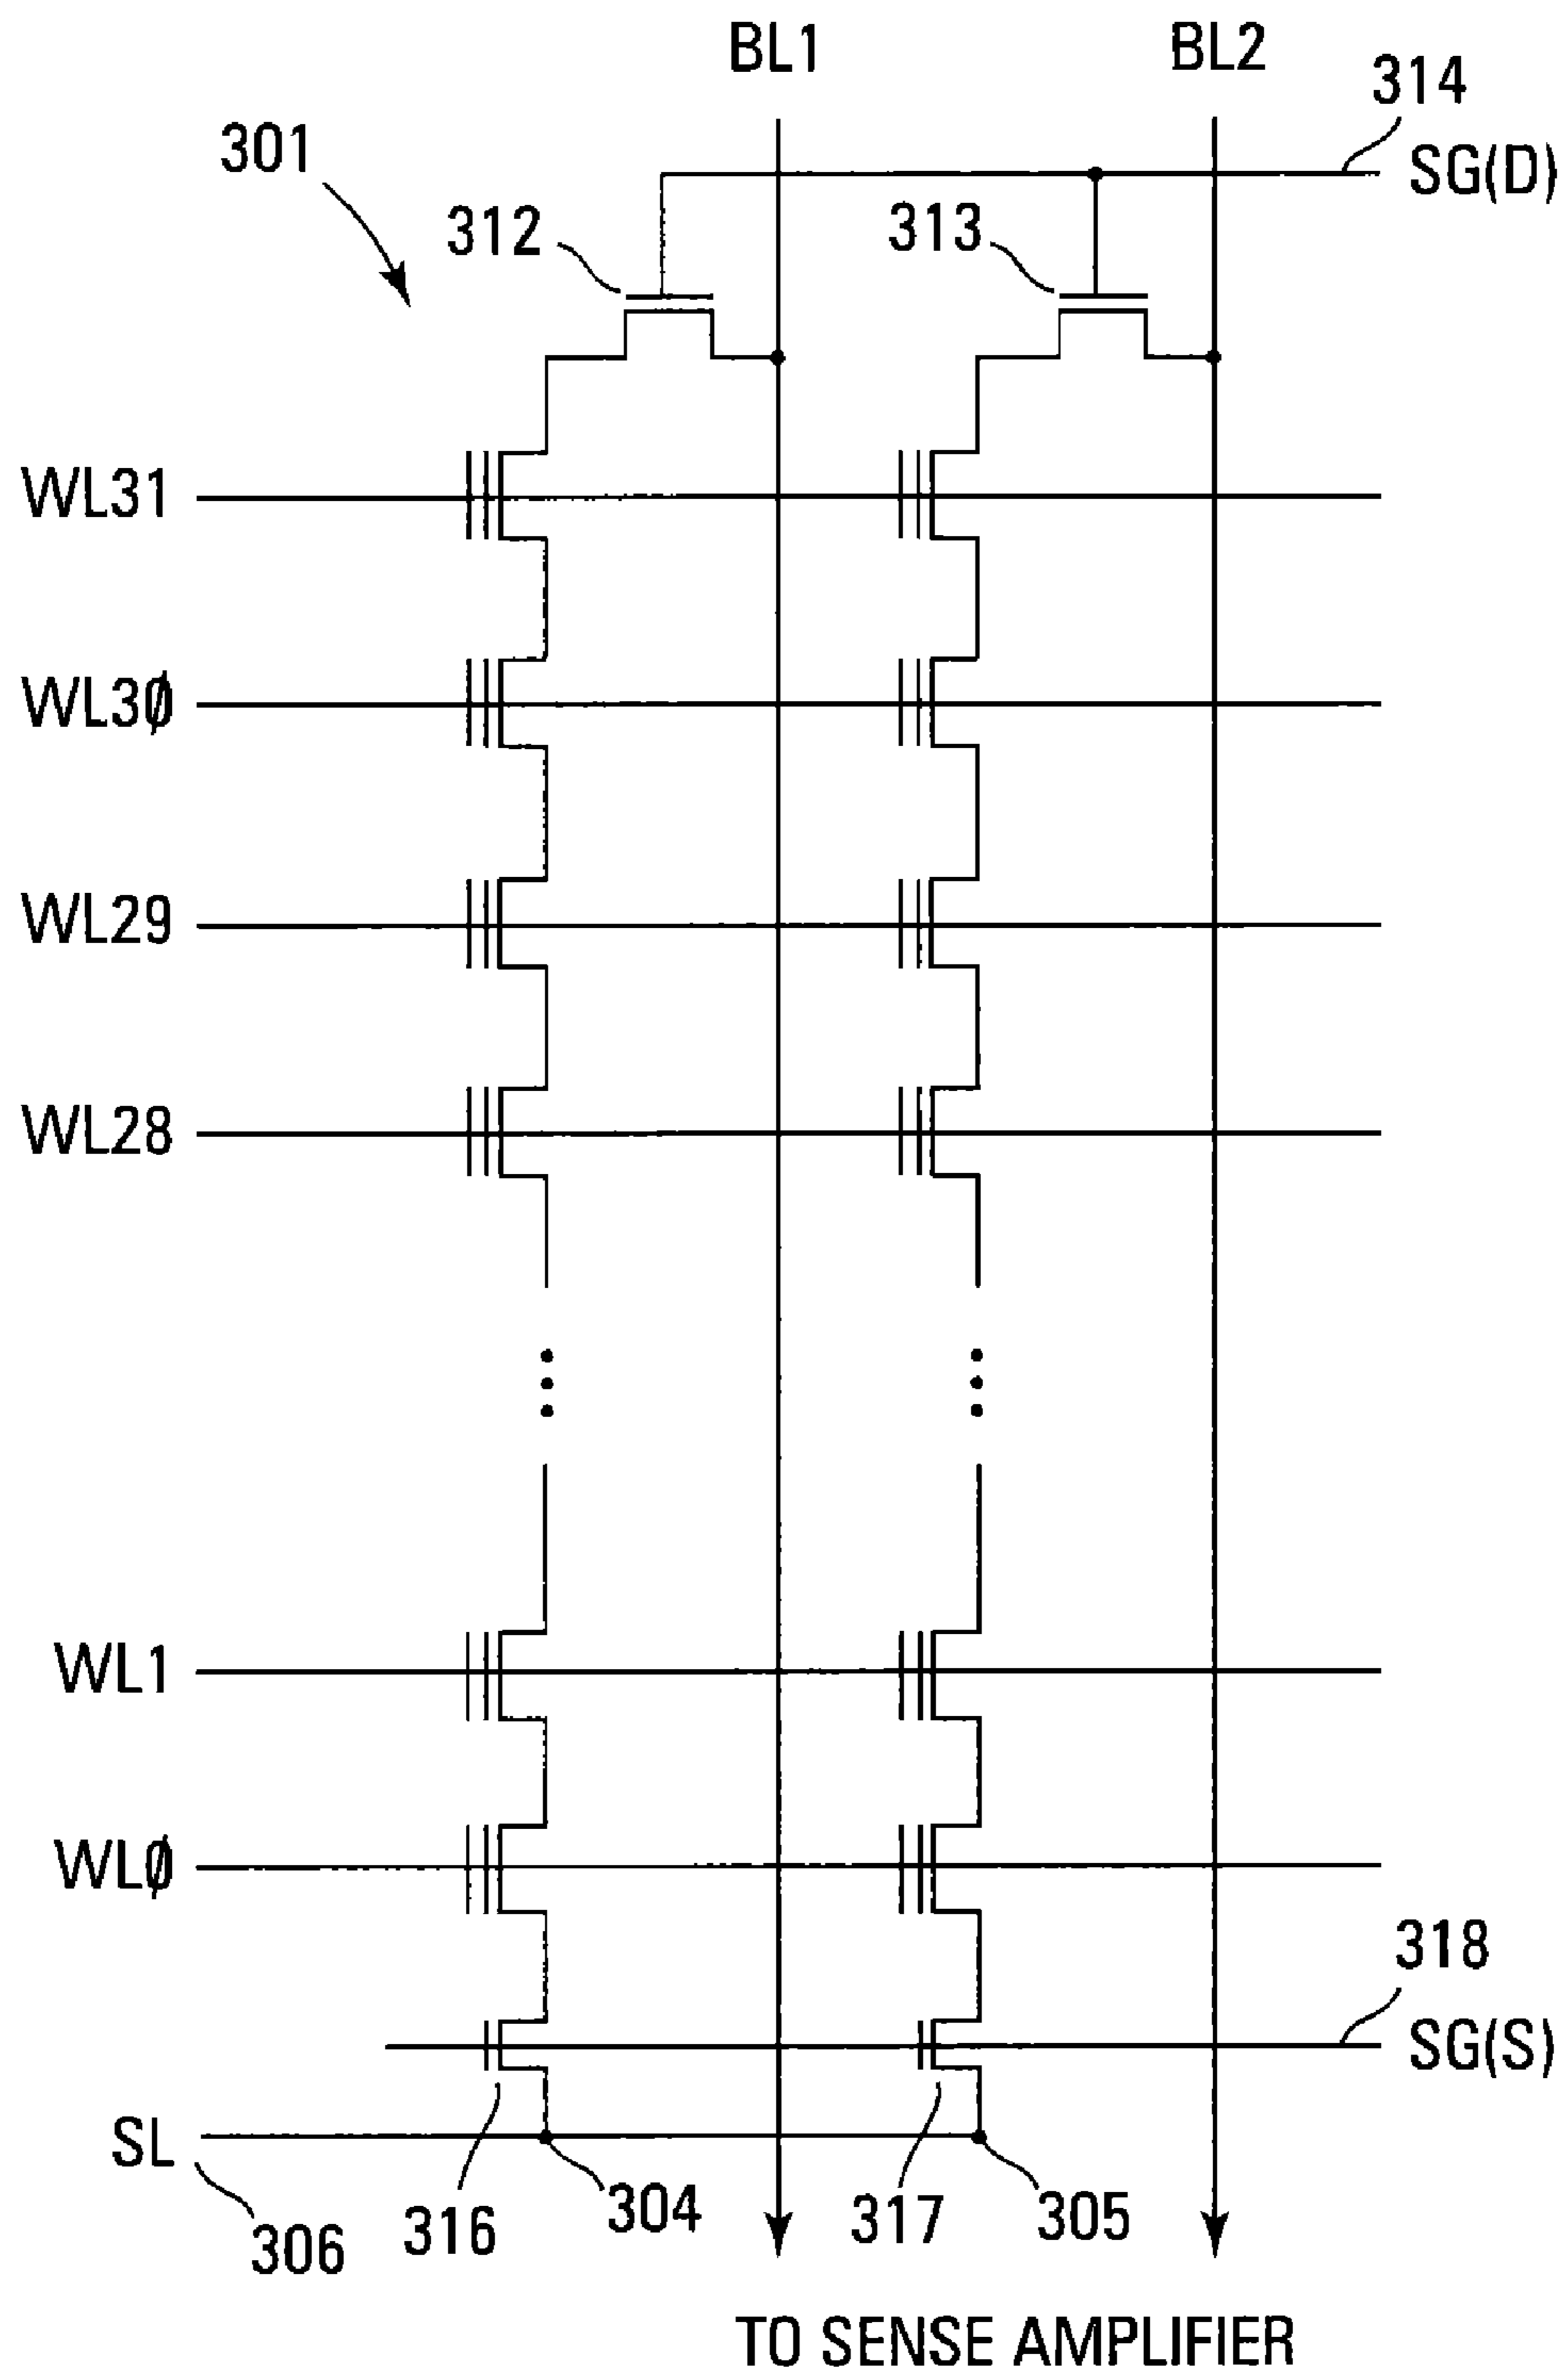 BL1
BL2
314
SG(D)
301
312
313
WL31
WL3Ø
WL29
WL28
WL1
WLØ
318
SG(S)
SL
304
305
316
317
306
TO SENSE AMPLIFIER